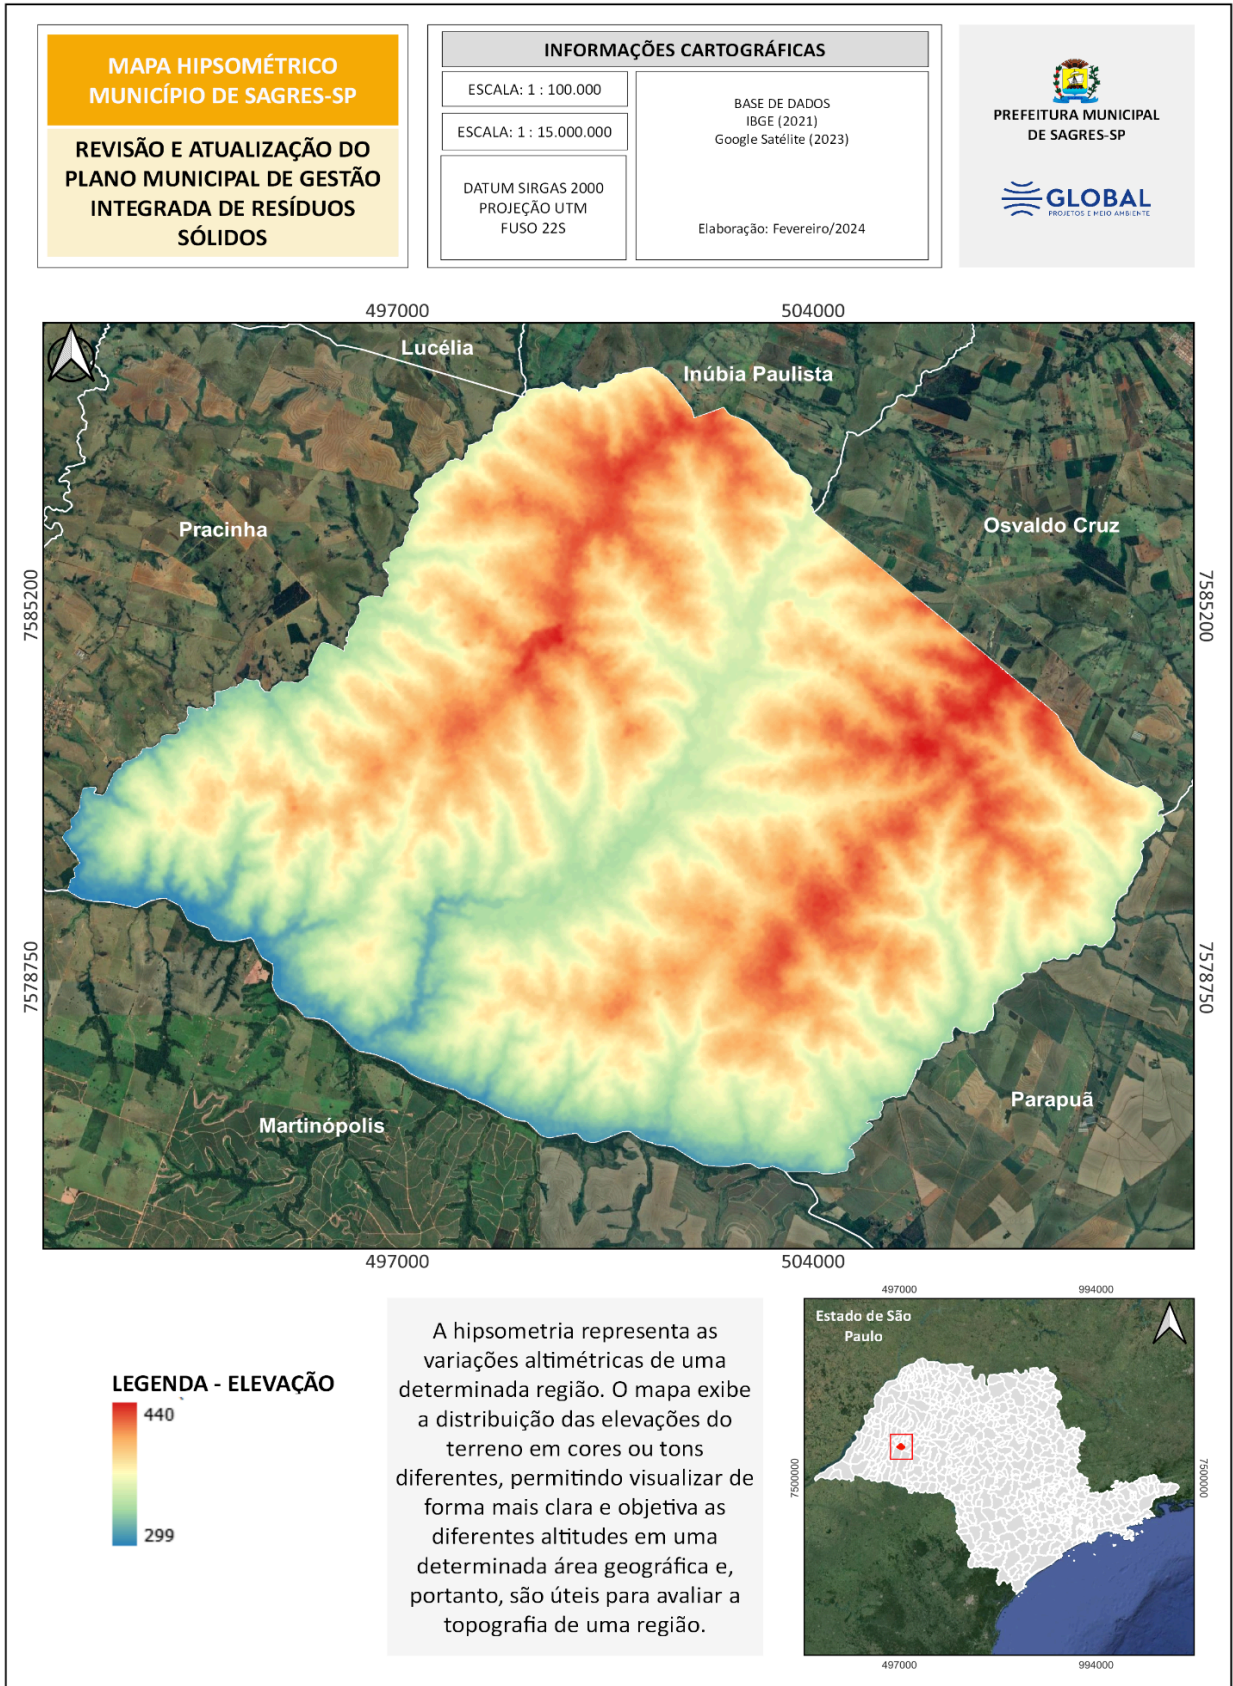 MAPA HIPSOMÉTRICO
MUNICÍPIO DE SAGRES-SP
REVISÃO E ATUALIZAÇÃO DO
PLANO MUNICIPAL DE GESTÃO
INTEGRADA DE RESÍDUOS
SÓLIDOS
INFORMAÇÕES CARTOGRÁFICAS
ESCALA: 1 : 100.000
ESCALA: 1 : 15.000.000
DATUM SIRGAS 2000
PROJEÇÃO UTM
FUSO 22S
BASE DE DADOS
IBGE (2021)
Google Satélite (2023)
Elaboração: Fevereiro/2024
PREFEITURA MUNICIPAL
DE SAGRES-SP
GLOBAL
PROJETOS E MEIO AMBIENTE
497000
504000
Lucélia
Inúbia Paulista
Pracinha
Osvaldo Cruz
7585200
7585200
7578750
7578750
Parapuã
Martinópolis
497000
504000
LEGENDA - ELEVAÇÃO
440
299
A hipsometria representa as
variações altimétricas de uma
determinada região. O mapa exibe
a distribuição das elevações do
terreno em cores ou tons
diferentes, permitindo visualizar de
forma mais clara e objetiva as
diferentes altitudes em uma
determinada área geográfica e,
portanto, são úteis para avaliar a
topografia de uma região.
497000
994000
Estado de São
Paulo
7500000
7500000
497000
994000